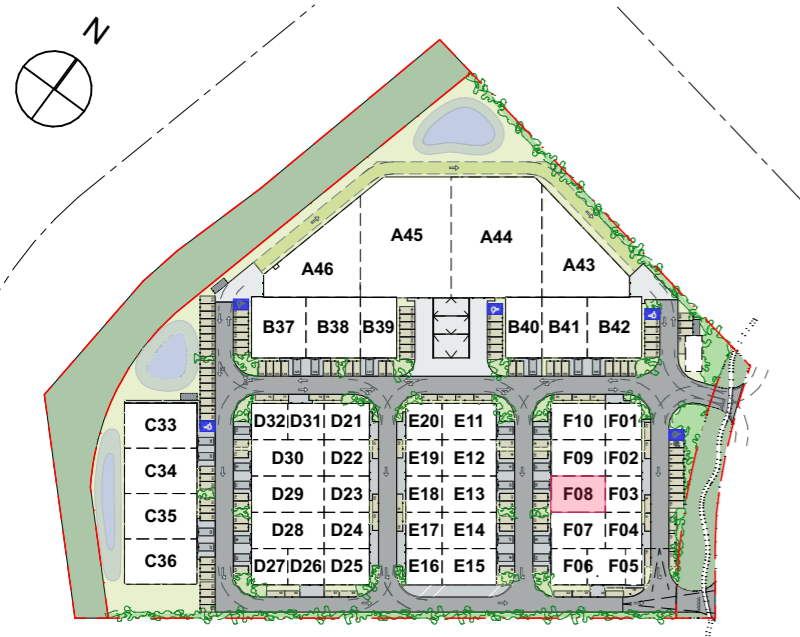 N
A45
A44
A46
A43
B37 B38 B39 B40 B41 B42
C33
C34
C35
C36
D32 D31 D21
D30 D22
D29 D23
D28 D24
D27 D26 D25
E20 E11
E19 E12
E18 E13
E17 E14
E16 E15
F10 F01
F09 F02
F08 F03
F07 F04
F06 F05